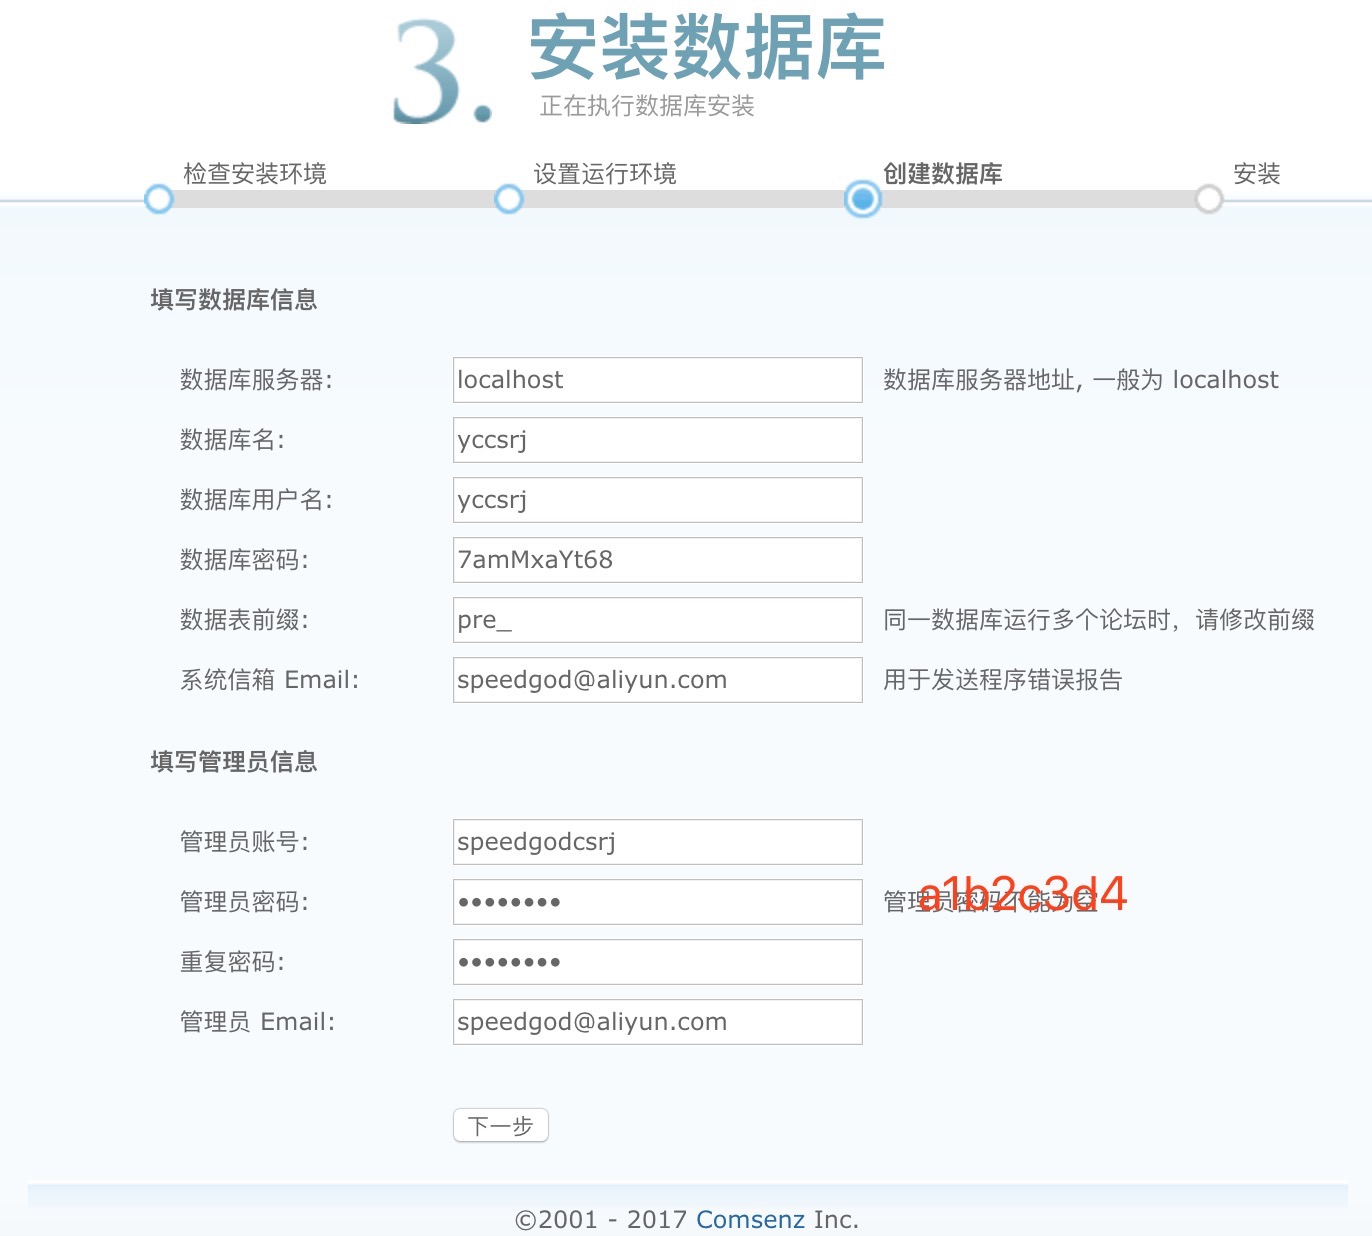 3. 安装数据库
正在执行数据库安装
检查安装环境 设置运行环境 创建数据库 安装
填写数据库信息
数据库服务器: localhost 数据库服务器地址, 一般为 localhost
数据库名: yccsrj
数据库用户名: yccsrj
数据库密码: 7amMxaYt68
数据表前缀: pre_ 同一数据库运行多个论坛时，请修改前缀
系统信箱 Email: speedgod@aliyun.com 用于发送程序错误报告
填写管理员信息
管理员账号: speedgodcsrj
管理员密码: •••••••• 管理员密码不能为空
a1b2c3d4
重复密码: ••••••••
管理员 Email: speedgod@aliyun.com
下一步
©2001 - 2017 Comsenz Inc.